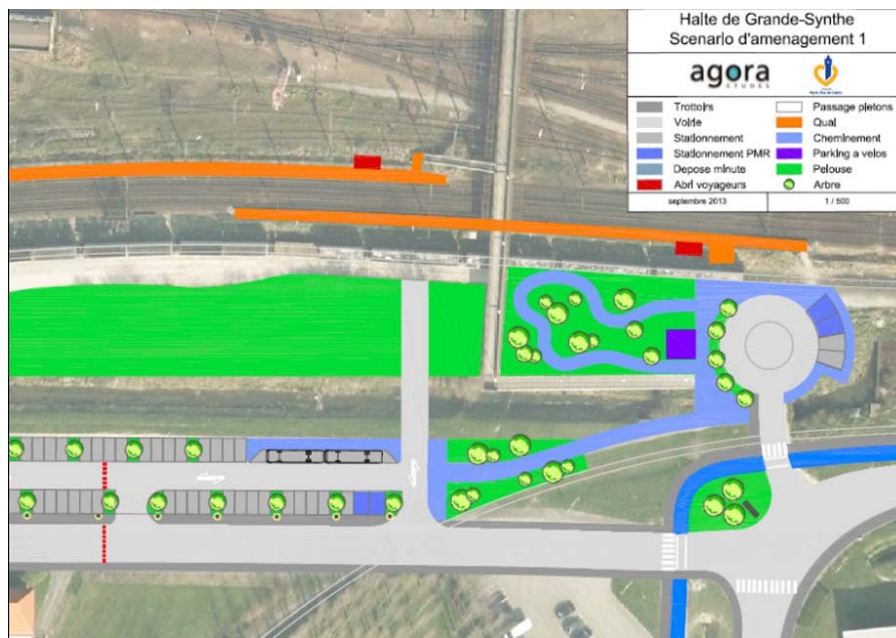 Halte de Grande-Synthe
Scenario d'amenagement 1
agora
ETUDES
Trottoirs
Passage pietons
Voirie
Quai
Stationnement
Cheminement
Stationnement PMR
Parking a velos
Depose minute
Pelouse
Abri voyageurs
Arbre
septembre 2013
1 / 500